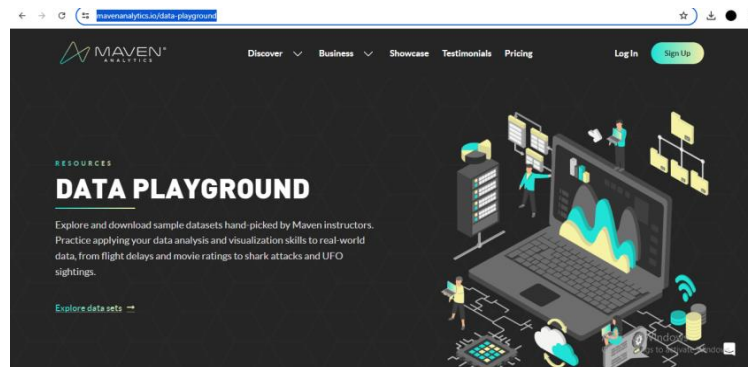 mavenanalytics.io/data-playground
MAVEN
ANALYTICS
Discover Business Showcase Testimonials Pricing Log In Sign Up
RESOURCES
DATA PLAYGROUND
Explore and download sample datasets hand-picked by Maven instructors.
Practice applying your data analysis and visualization skills to real-world
data, from flight delays and movie ratings to shark attacks and UFO
sightings.
Explore data sets →